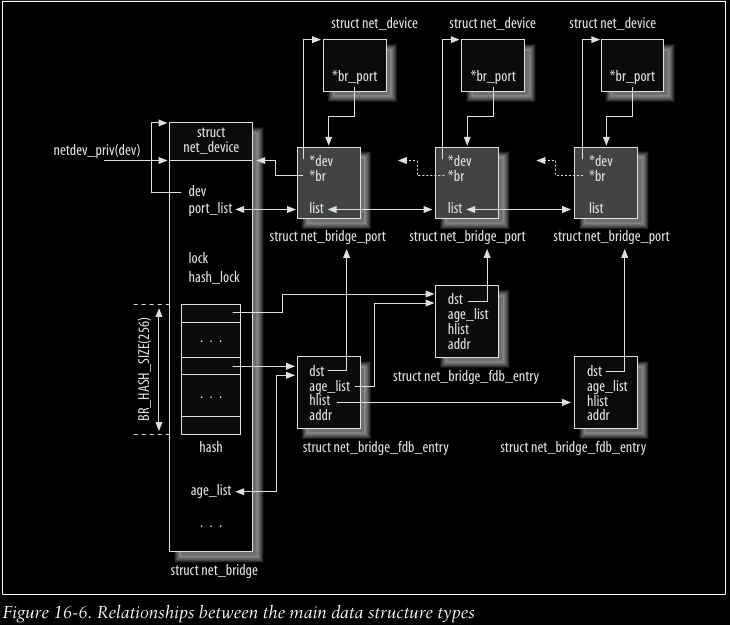 struct net_device
struct net_device
struct net_device
*br_port
*br_port
*br_port
struct
net_device
netdev_priv(dev)
*dev
*br
list
*dev
*br
list
*dev
*br
list
dev
port_list
struct net_bridge_port
struct net_bridge_port
struct net_bridge_port
lock
hash_lock
BR_HASH_SIZE(256)
. . .
. . .
hash
dst
age_list
hlist
addr
struct net_bridge_fdb_entry
dst
age_list
hlist
addr
struct net_bridge_fdb_entry
dst
age_list
hlist
addr
struct net_bridge_fdb_entry
age_list
. . .
struct net_bridge
Figure 16-6. Relationships between the main data structure types